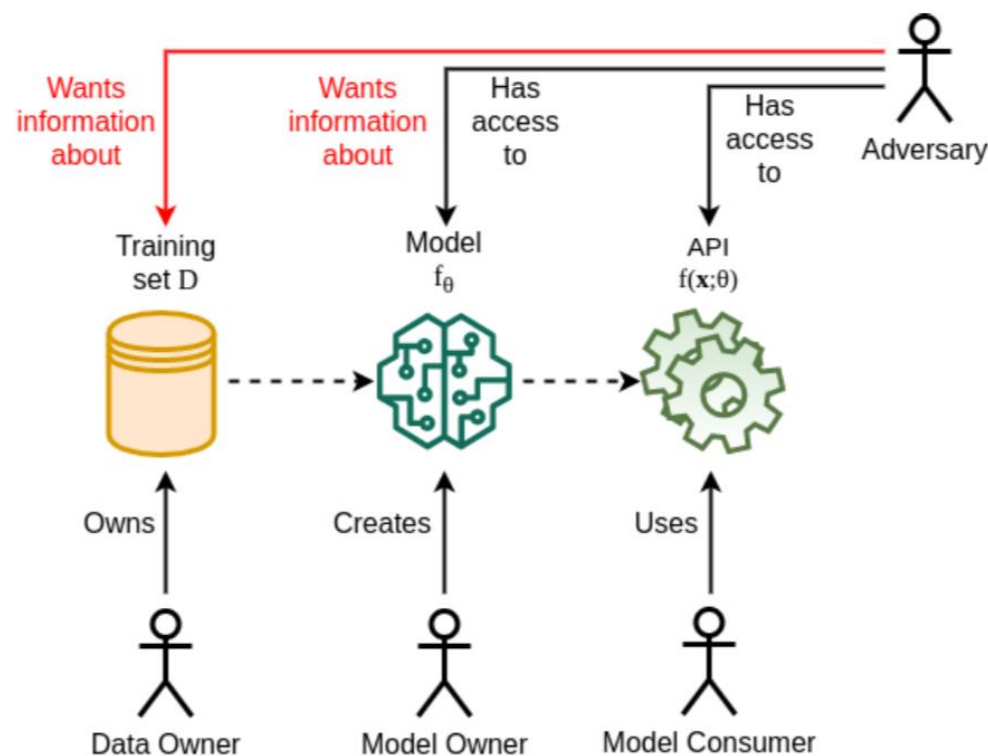 Wants
information
about
Wants
information
about
Has
access
to
Has
access
to
Adversary
Training
set D
Model
fθ
API
f(x;θ)
Owns
Creates
Uses
Data Owner
Model Owner
Model Consumer